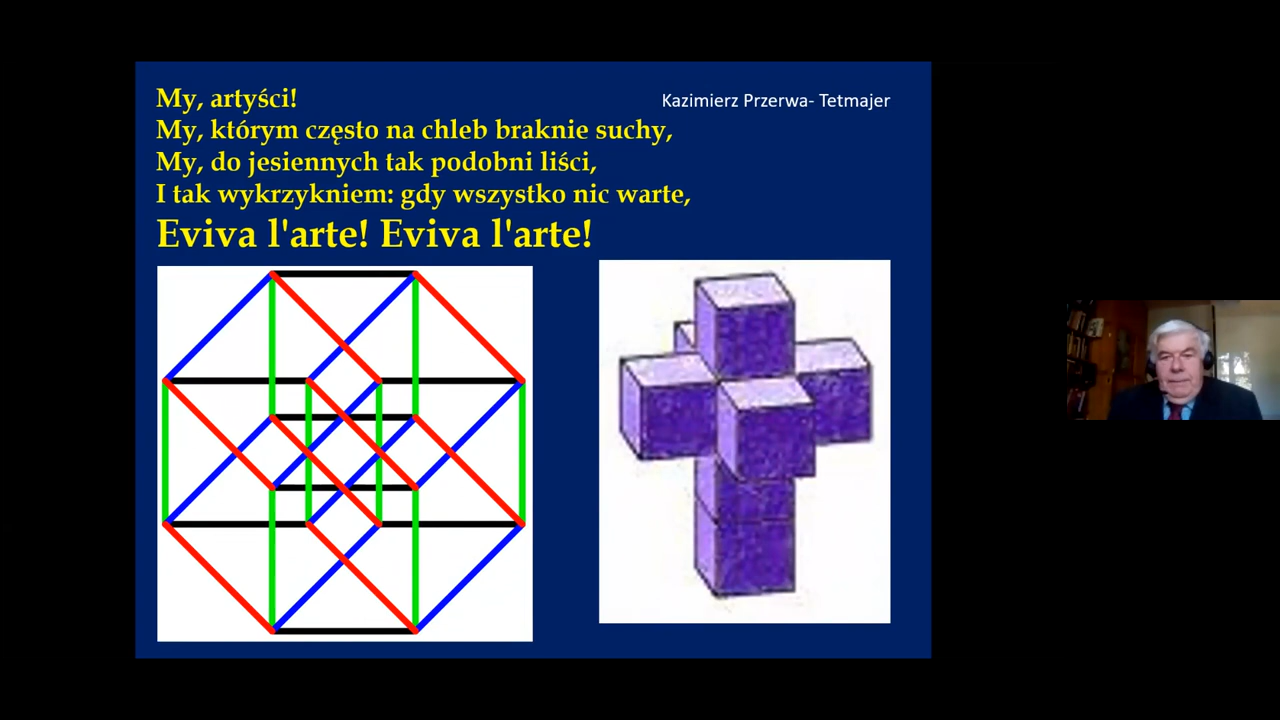 My, artyści!
Kazimierz Przerwa- Tetmajer
My, którym często na chleb braknie suchy,
My, do jesiennych tak podobni liści,
I tak wykrzykniem: gdy wszystko nic warte,
Eviva l'arte! Eviva l'arte!